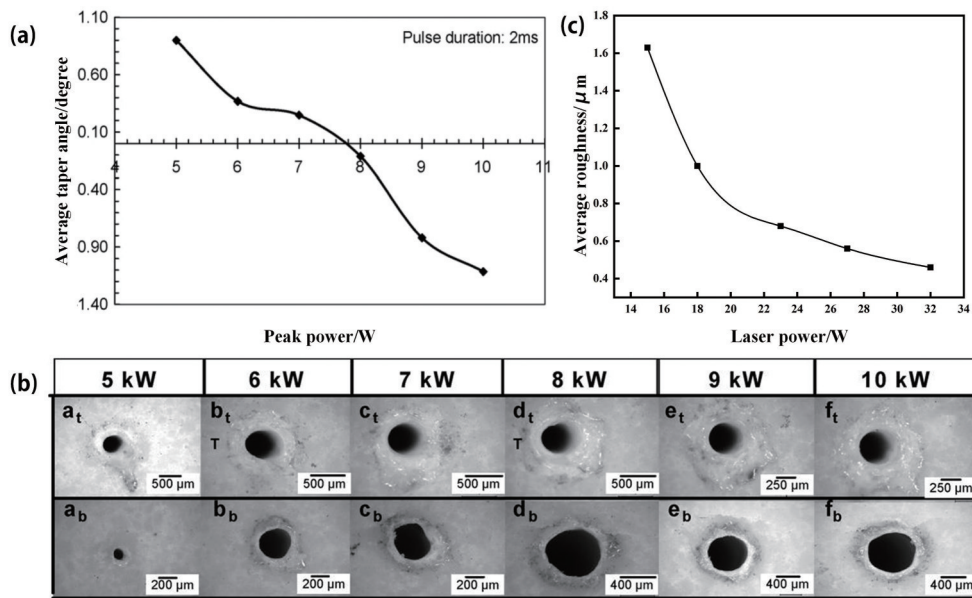 (a)
1.10
0.60
0.10
0.40
0.90
1.40
Average taper angle/degree
Pulse duration: 2ms
4 5 6 7 8 9 10 11
Peak power/W
(c)
1.8
1.6
1.4
1.2
1.0
0.8
0.6
0.4
Average roughness/μm
14 16 18 20 22 24 26 28 30 32 34
Laser power/W
(b)
5 kW 6 kW 7 kW 8 kW 9 kW 10 kW
at bt ct dt et ft
T T
500 μm 500 μm 500 μm 500 μm 250 μm 250 μm
ab bb cb db eb fb
200 μm 200 μm 200 μm 400 μm 400 μm 400 μm